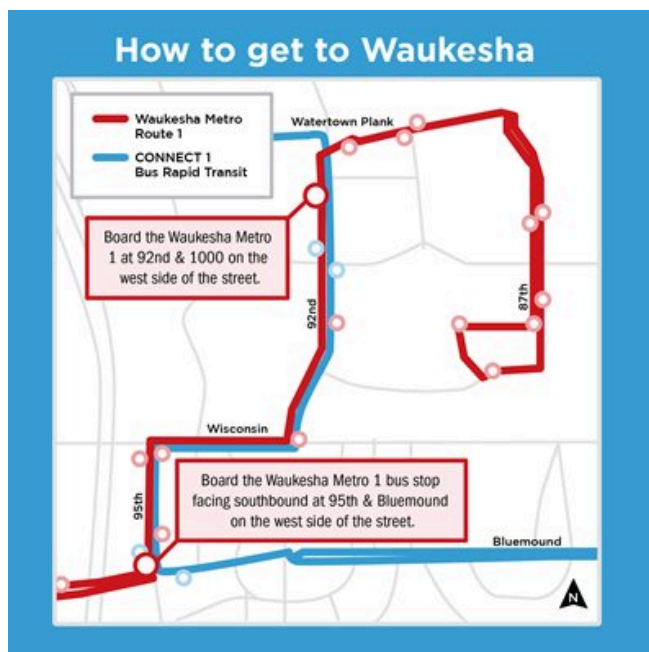 How to get to Waukesha
Waukesha Metro
Route 1
CONNECT 1
Bus Rapid Transit
Watertown Plank
Board the Waukesha Metro
1 at 92nd & 1000 on the
west side of the street.
92nd
87th
Wisconsin
95th
Board the Waukesha Metro 1 bus stop
facing southbound at 95th & Bluemound
on the west side of the street.
Bluemound
N